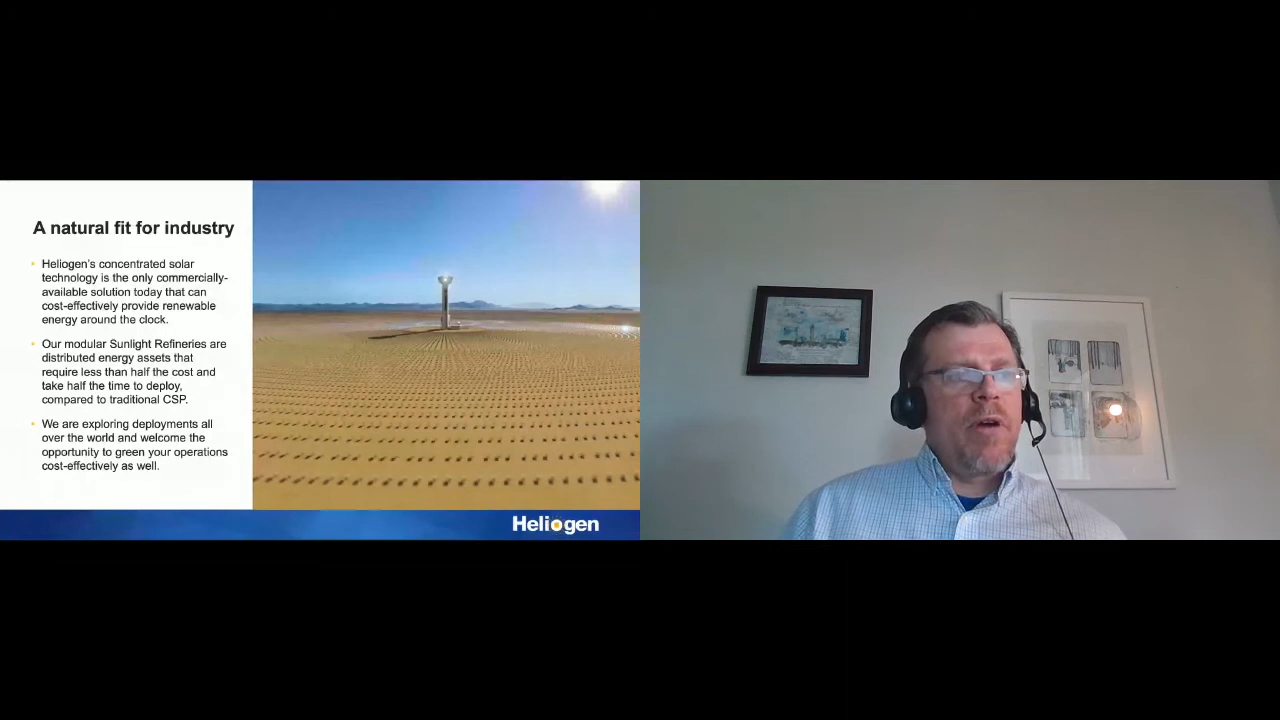 A natural fit for industry
Heliogen's concentrated solar
technology is the only commercially-
available solution today that can
cost-effectively provide renewable
energy around the clock.
Our modular Sunlight Refineries are
distributed energy assets that
require less than half the cost and
take half the time to deploy,
compared to traditional CSP.
We are exploring deployments all
over the world and welcome the
opportunity to green your operations
cost-effectively as well.
Heliogen